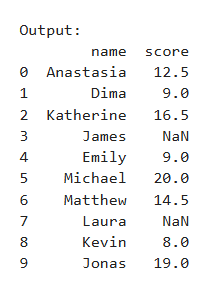 Output:
name score
0 Anastasia 12.5
1 Dima 9.0
2 Katherine 16.5
3 James NaN
4 Emily 9.0
5 Michael 20.0
6 Matthew 14.5
7 Laura NaN
8 Kevin 8.0
9 Jonas 19.0